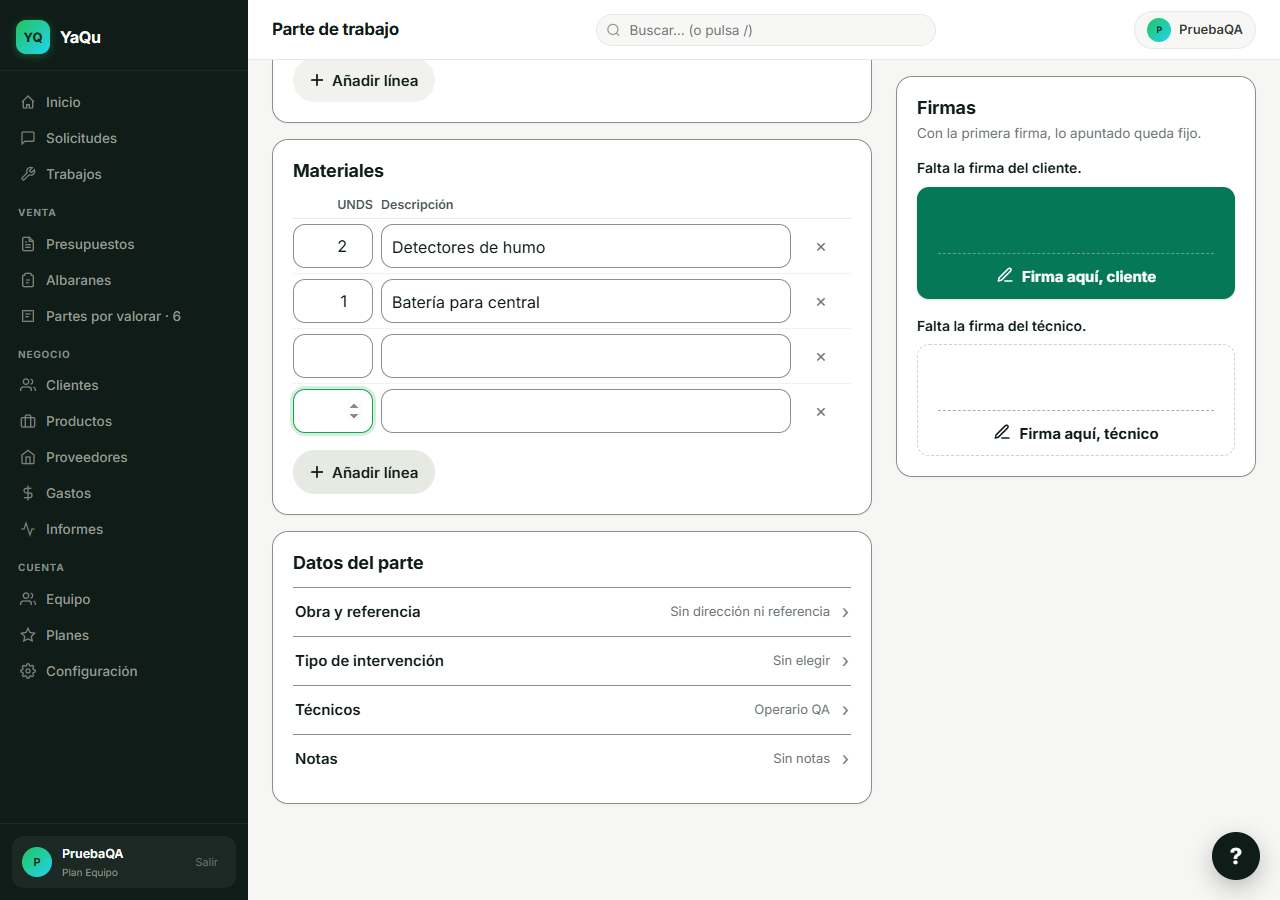 YQ YaQu
Inicio
Solicitudes
Trabajos
VENTA
Presupuestos
Albaranes
Partes por valorar · 6
NEGOCIO
Clientes
Productos
Proveedores
Gastos
Informes
CUENTA
Equipo
Planes
Configuración
P PruebaQA
Plan Equipo
Salir
Parte de trabajo
Buscar... (o pulsa /)
P PruebaQA
+ Añadir línea
Materiales
UNDS Descripción
2 Detectores de humo ×
1 Batería para central ×
×
×
+ Añadir línea
Datos del parte
Obra y referencia Sin dirección ni referencia ›
Tipo de intervención Sin elegir ›
Técnicos Operario QA ›
Notas Sin notas ›
Firmas
Con la primera firma, lo apuntado queda fijo.
Falta la firma del cliente.
Firma aquí, cliente
Falta la firma del técnico.
Firma aquí, técnico
?